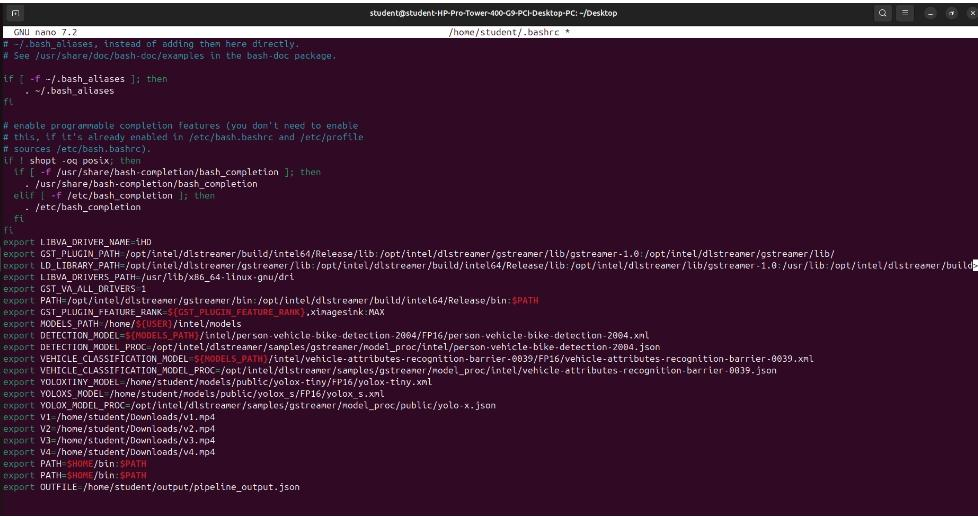 student@student-HP-Pro-Tower-400-G9-PCI-Desktop-PC: ~/Desktop
GNU nano 7.2 /home/student/.bashrc *
# ~/.bash_aliases, instead of adding them here directly.
# See /usr/share/doc/bash-doc/examples in the bash-doc package.
if [ -f ~/.bash_aliases ]; then
    . ~/.bash_aliases
fi
# enable programmable completion features (you don't need to enable
# this, if it's already enabled in /etc/bash.bashrc and /etc/profile
# sources /etc/bash.bashrc).
if ! shopt -oq posix; then
  if [ -f /usr/share/bash-completion/bash_completion ]; then
    . /usr/share/bash-completion/bash_completion
  elif [ -f /etc/bash_completion ]; then
    . /etc/bash_completion
  fi
fi
export LIBVA_DRIVER_NAME=iHD
export GST_PLUGIN_PATH=/opt/intel/dlstreamer/build/intel64/Release/lib:/opt/intel/dlstreamer/gstreamer/lib/gstreamer-1.0:/opt/intel/dlstreamer/gstreamer/lib/
export LD_LIBRARY_PATH=/opt/intel/dlstreamer/gstreamer/lib:/opt/intel/dlstreamer/build/intel64/Release/lib:/opt/intel/dlstreamer/lib/gstreamer-1.0:/usr/lib:/opt/intel/dlstreamer/build>
export LIBVA_DRIVERS_PATH=/usr/lib/x86_64-linux-gnu/dri
export GST_VA_ALL_DRIVERS=1
export PATH=/opt/intel/dlstreamer/gstreamer/bin:/opt/intel/dlstreamer/build/intel64/Release/bin:$PATH
export GST_PLUGIN_FEATURE_RANK=${GST_PLUGIN_FEATURE_RANK},ximagesink:MAX
export MODELS_PATH=/home/${USER}/intel/models
export DETECTION_MODEL=${MODELS_PATH}/intel/person-vehicle-bike-detection-2004/FP16/person-vehicle-bike-detection-2004.xml
export DETECTION_MODEL_PROC=/opt/intel/dlstreamer/samples/gstreamer/model_proc/intel/person-vehicle-bike-detection-2004.json
export VEHICLE_CLASSIFICATION_MODEL=${MODELS_PATH}/intel/vehicle-attributes-recognition-barrier-0039/FP16/vehicle-attributes-recognition-barrier-0039.xml
export VEHICLE_CLASSIFICATION_MODEL_PROC=/opt/intel/dlstreamer/samples/gstreamer/model_proc/intel/vehicle-attributes-recognition-barrier-0039.json
export YOLOXTINY_MODEL=/home/student/models/public/yolox-tiny/FP16/yolox-tiny.xml
export YOLOXS_MODEL=/home/student/models/public/yolox_s/FP16/yolox_s.xml
export YOLOX_MODEL_PROC=/opt/intel/dlstreamer/samples/gstreamer/model_proc/public/yolo-x.json
export V1=/home/student/Downloads/v1.mp4
export V2=/home/student/Downloads/v2.mp4
export V3=/home/student/Downloads/v3.mp4
export V4=/home/student/Downloads/v4.mp4
export PATH=$HOME/bin:$PATH
export PATH=$HOME/bin:$PATH
export OUTFILE=/home/student/output/pipeline_output.json